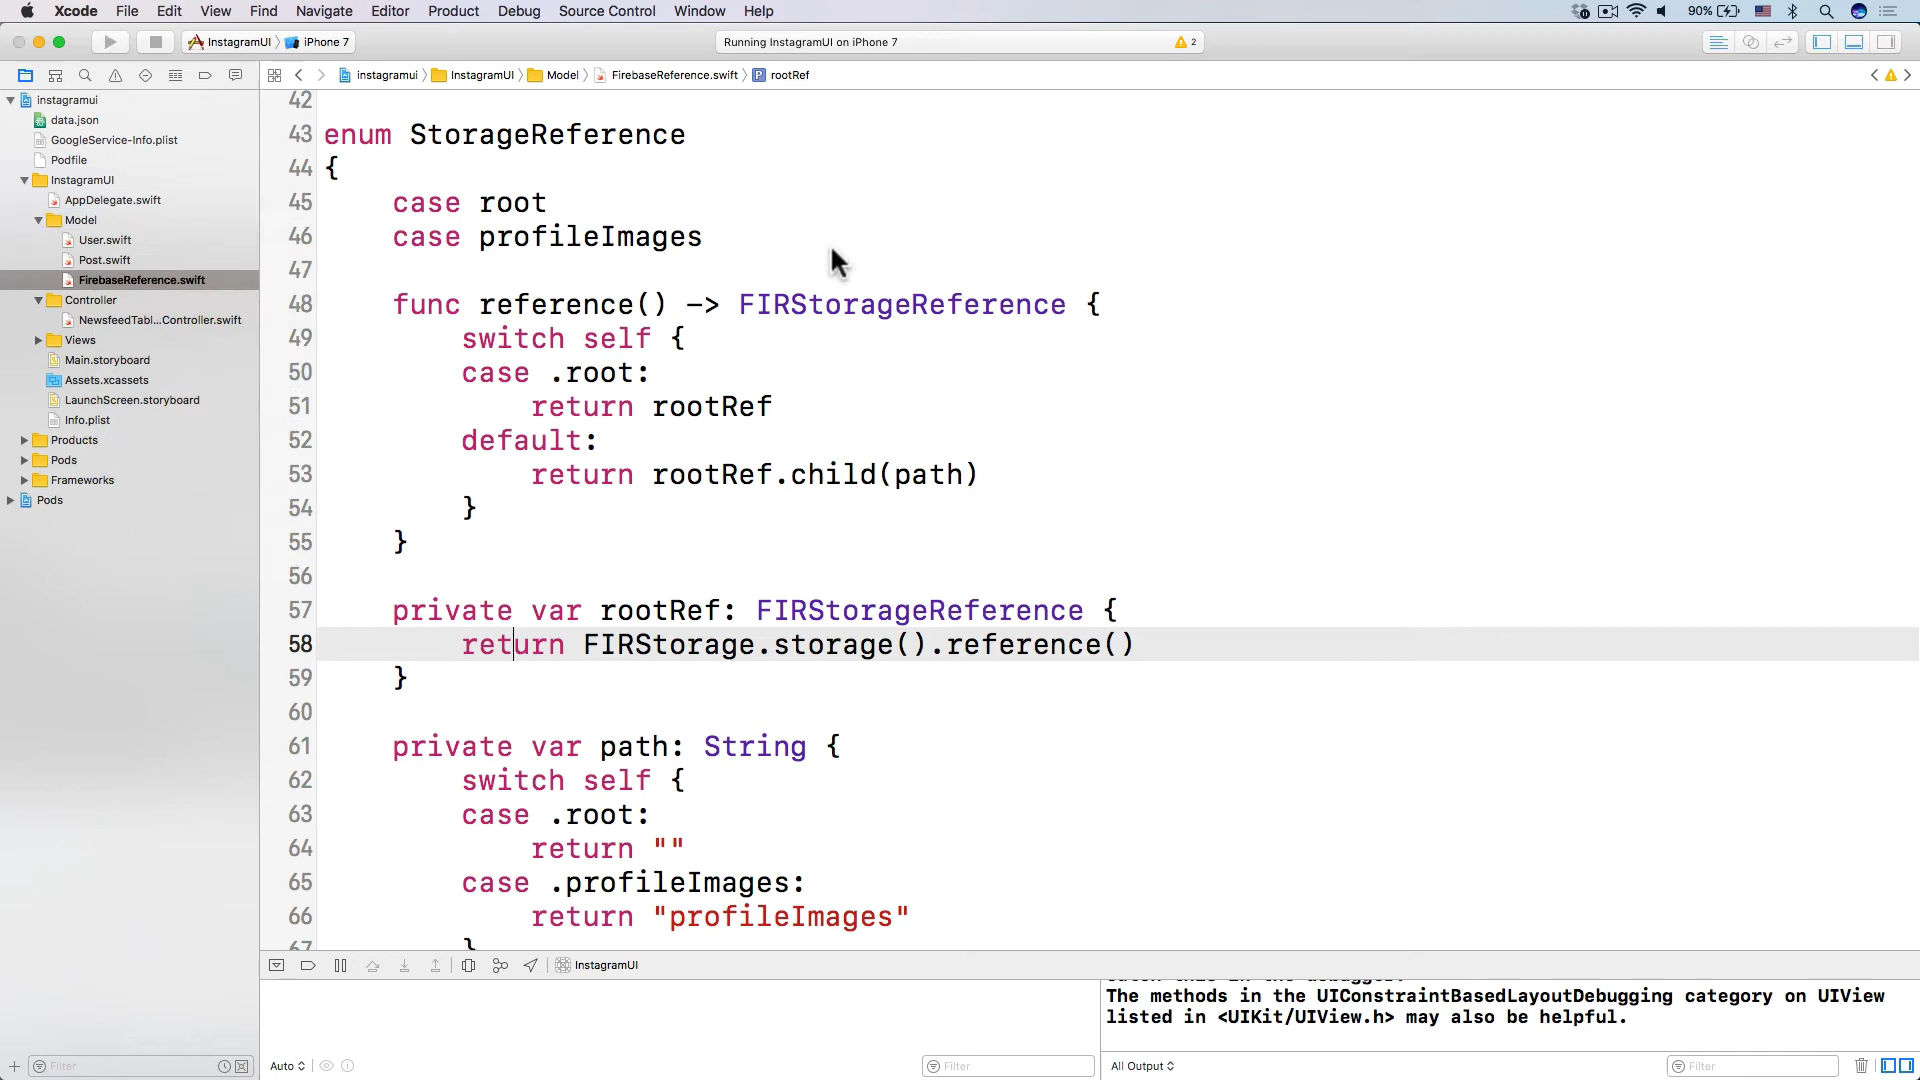 Xcode File Edit View Find Navigate Editor Product Debug Source Control Window Help 90%
InstagramUI iPhone 7 Running InstagramUI on iPhone 7 2
instagramui InstagramUI Model FirebaseReference.swift P rootRef
instagramui
data.json
GoogleService-Info.plist
Podfile
InstagramUI
AppDelegate.swift
Model
User.swift
Post.swift
FirebaseReference.swift
Controller
NewsfeedTabl...Controller.swift
Views
Main.storyboard
Assets.xcassets
LaunchScreen.storyboard
Info.plist
Products
Pods
Frameworks
Pods
Filter
42
43 enum StorageReference
44 {
45 case root
46 case profileImages
47
48 func reference() -> FIRStorageReference {
49 switch self {
50 case .root:
51 return rootRef
52 default:
53 return rootRef.child(path)
54 }
55 }
56
57 private var rootRef: FIRStorageReference {
58 return FIRStorage.storage().reference()
59 }
60
61 private var path: String {
62 switch self {
63 case .root:
64 return ""
65 case .profileImages:
66 return "profileImages"
67 }
InstagramUI
The methods in the UIConstraintBasedLayoutDebugging category on UIView
listed in <UIKit/UIView.h> may also be helpful.
Auto Filter All Output Filter